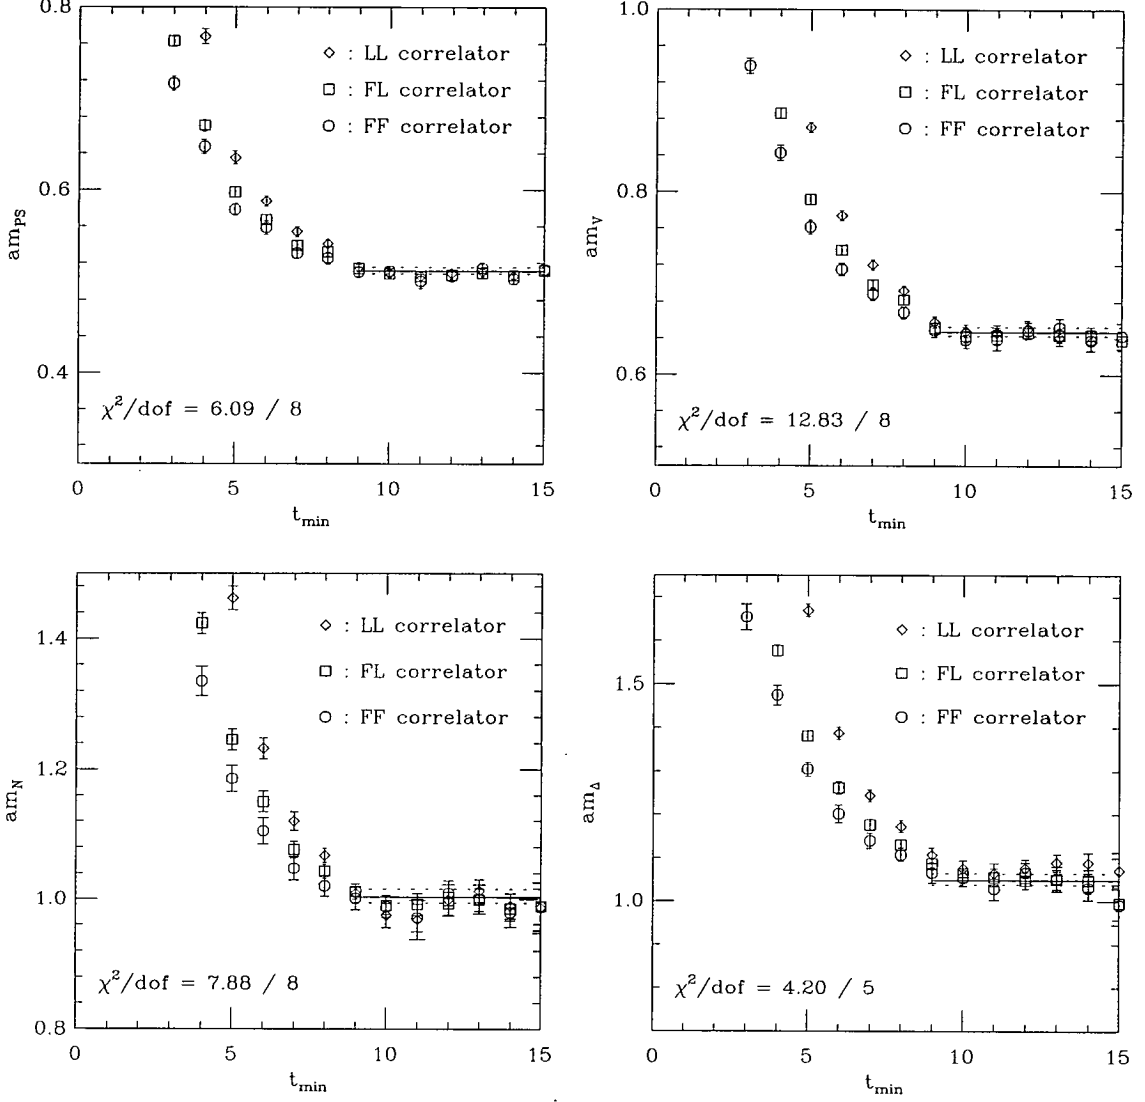 0.8
◇ : LL correlator
□ : FL correlator
○ : FF correlator
0.6
am_PS
0.4
χ²/dof = 6.09 / 8
0 5 10 15
t_min
1.0
◇ : LL correlator
□ : FL correlator
○ : FF correlator
0.8
am_V
0.6
χ²/dof = 12.83 / 8
0 5 10 15
t_min
1.4
◇ : LL correlator
□ : FL correlator
○ : FF correlator
1.2
am_N
1.0
χ²/dof = 7.88 / 8
0.8
0 5 10 15
t_min
◇ : LL correlator
□ : FL correlator
1.5
○ : FF correlator
am_Δ
1.0
χ²/dof = 4.20 / 5
0 5 10 15
t_min